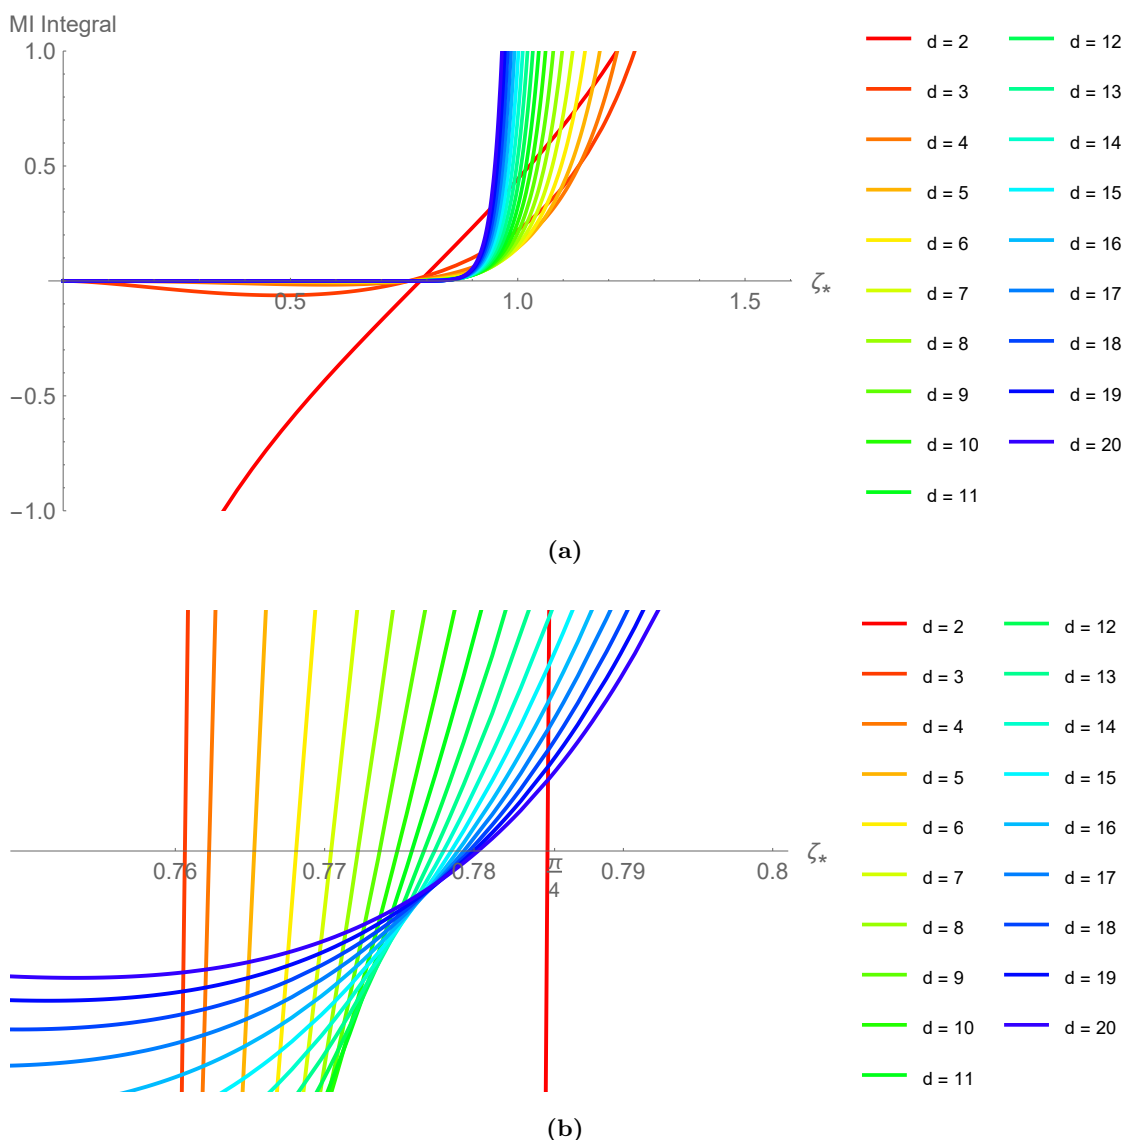 MI Integral
1.0
0.5
−0.5
−1.0
0.5
1.0
1.5
ζ*
d = 2
d = 3
d = 4
d = 5
d = 6
d = 7
d = 8
d = 9
d = 10
d = 11
d = 12
d = 13
d = 14
d = 15
d = 16
d = 17
d = 18
d = 19
d = 20
(a)
0.76
0.77
0.78
π
4
0.79
0.8
ζ*
d = 2
d = 3
d = 4
d = 5
d = 6
d = 7
d = 8
d = 9
d = 10
d = 11
d = 12
d = 13
d = 14
d = 15
d = 16
d = 17
d = 18
d = 19
d = 20
(b)